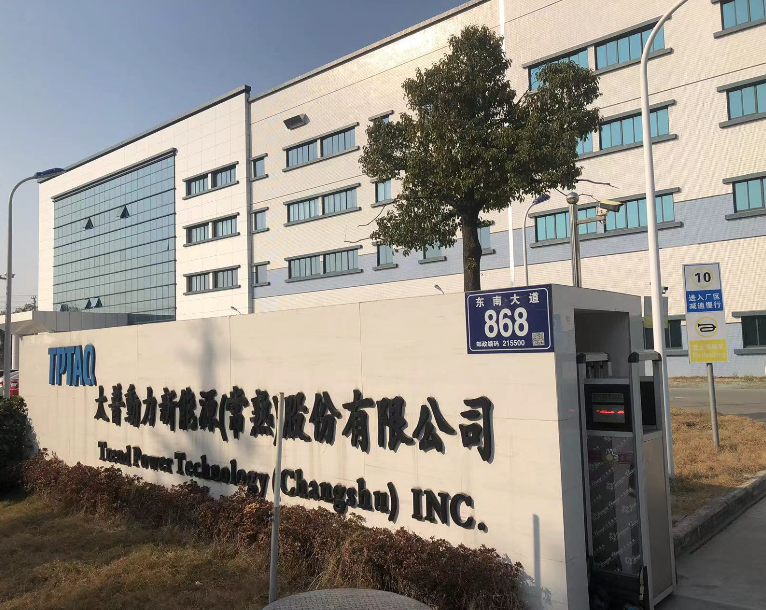 东南大道
868
邮政编码 215500
10
进入厂区
减速慢行
TPTAQ
太普動力新能源(常熟)股份有限公司
Trend Power Technology (Changshu) INC.